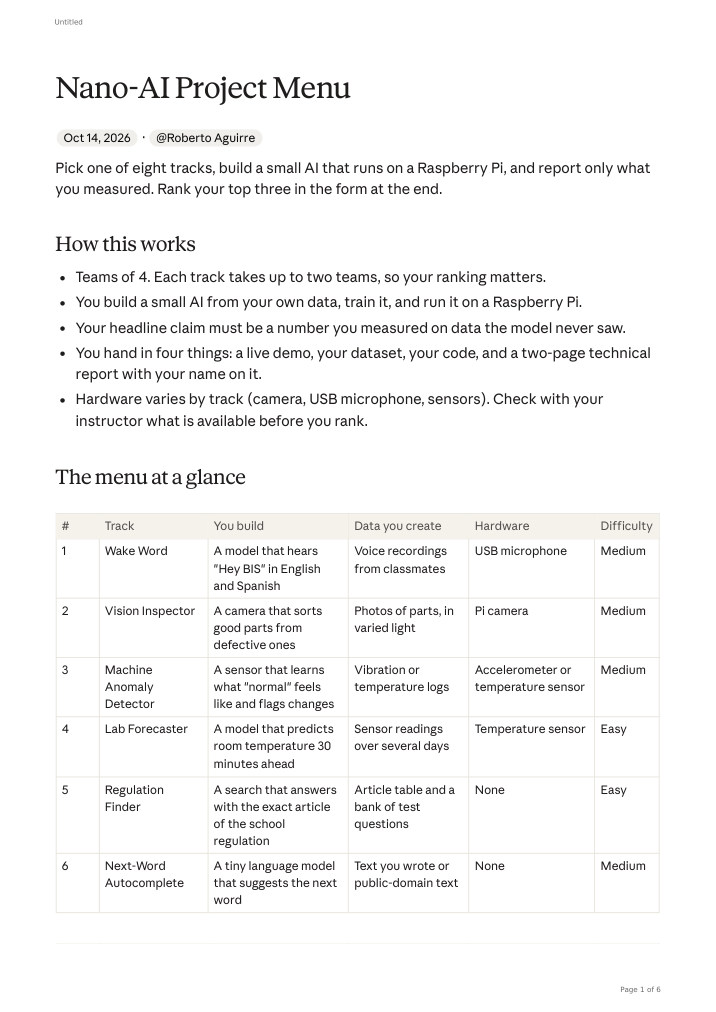 Untitled
Nano-AI Project Menu
Oct 14, 2026 · @Roberto Aguirre
Pick one of eight tracks, build a small AI that runs on a Raspberry Pi, and report only what
you measured. Rank your top three in the form at the end.
How this works
• Teams of 4. Each track takes up to two teams, so your ranking matters.
• You build a small AI from your own data, train it, and run it on a Raspberry Pi.
• Your headline claim must be a number you measured on data the model never saw.
• You hand in four things: a live demo, your dataset, your code, and a two-page technical
report with your name on it.
• Hardware varies by track (camera, USB microphone, sensors). Check with your
instructor what is available before you rank.
The menu at a glance
# Track You build Data you create Hardware Difficulty
1 Wake Word A model that hears Voice recordings USB microphone Medium
"Hey BIS" in English from classmates
and Spanish
2 Vision Inspector A camera that sorts Photos of parts, in Pi camera Medium
good parts from varied light
defective ones
3 Machine A sensor that learns Vibration or Accelerometer or Medium
Anomaly what "normal" feels temperature logs temperature sensor
Detector like and flags changes
4 Lab Forecaster A model that predicts Sensor readings Temperature sensor Easy
room temperature 30 over several days
minutes ahead
5 Regulation A search that answers Article table and a None Easy
Finder with the exact article bank of test
of the school questions
regulation
6 Next-Word A tiny language model Text you wrote or None Medium
Autocomplete that suggests the next public-domain text
word
Page 1 of 6